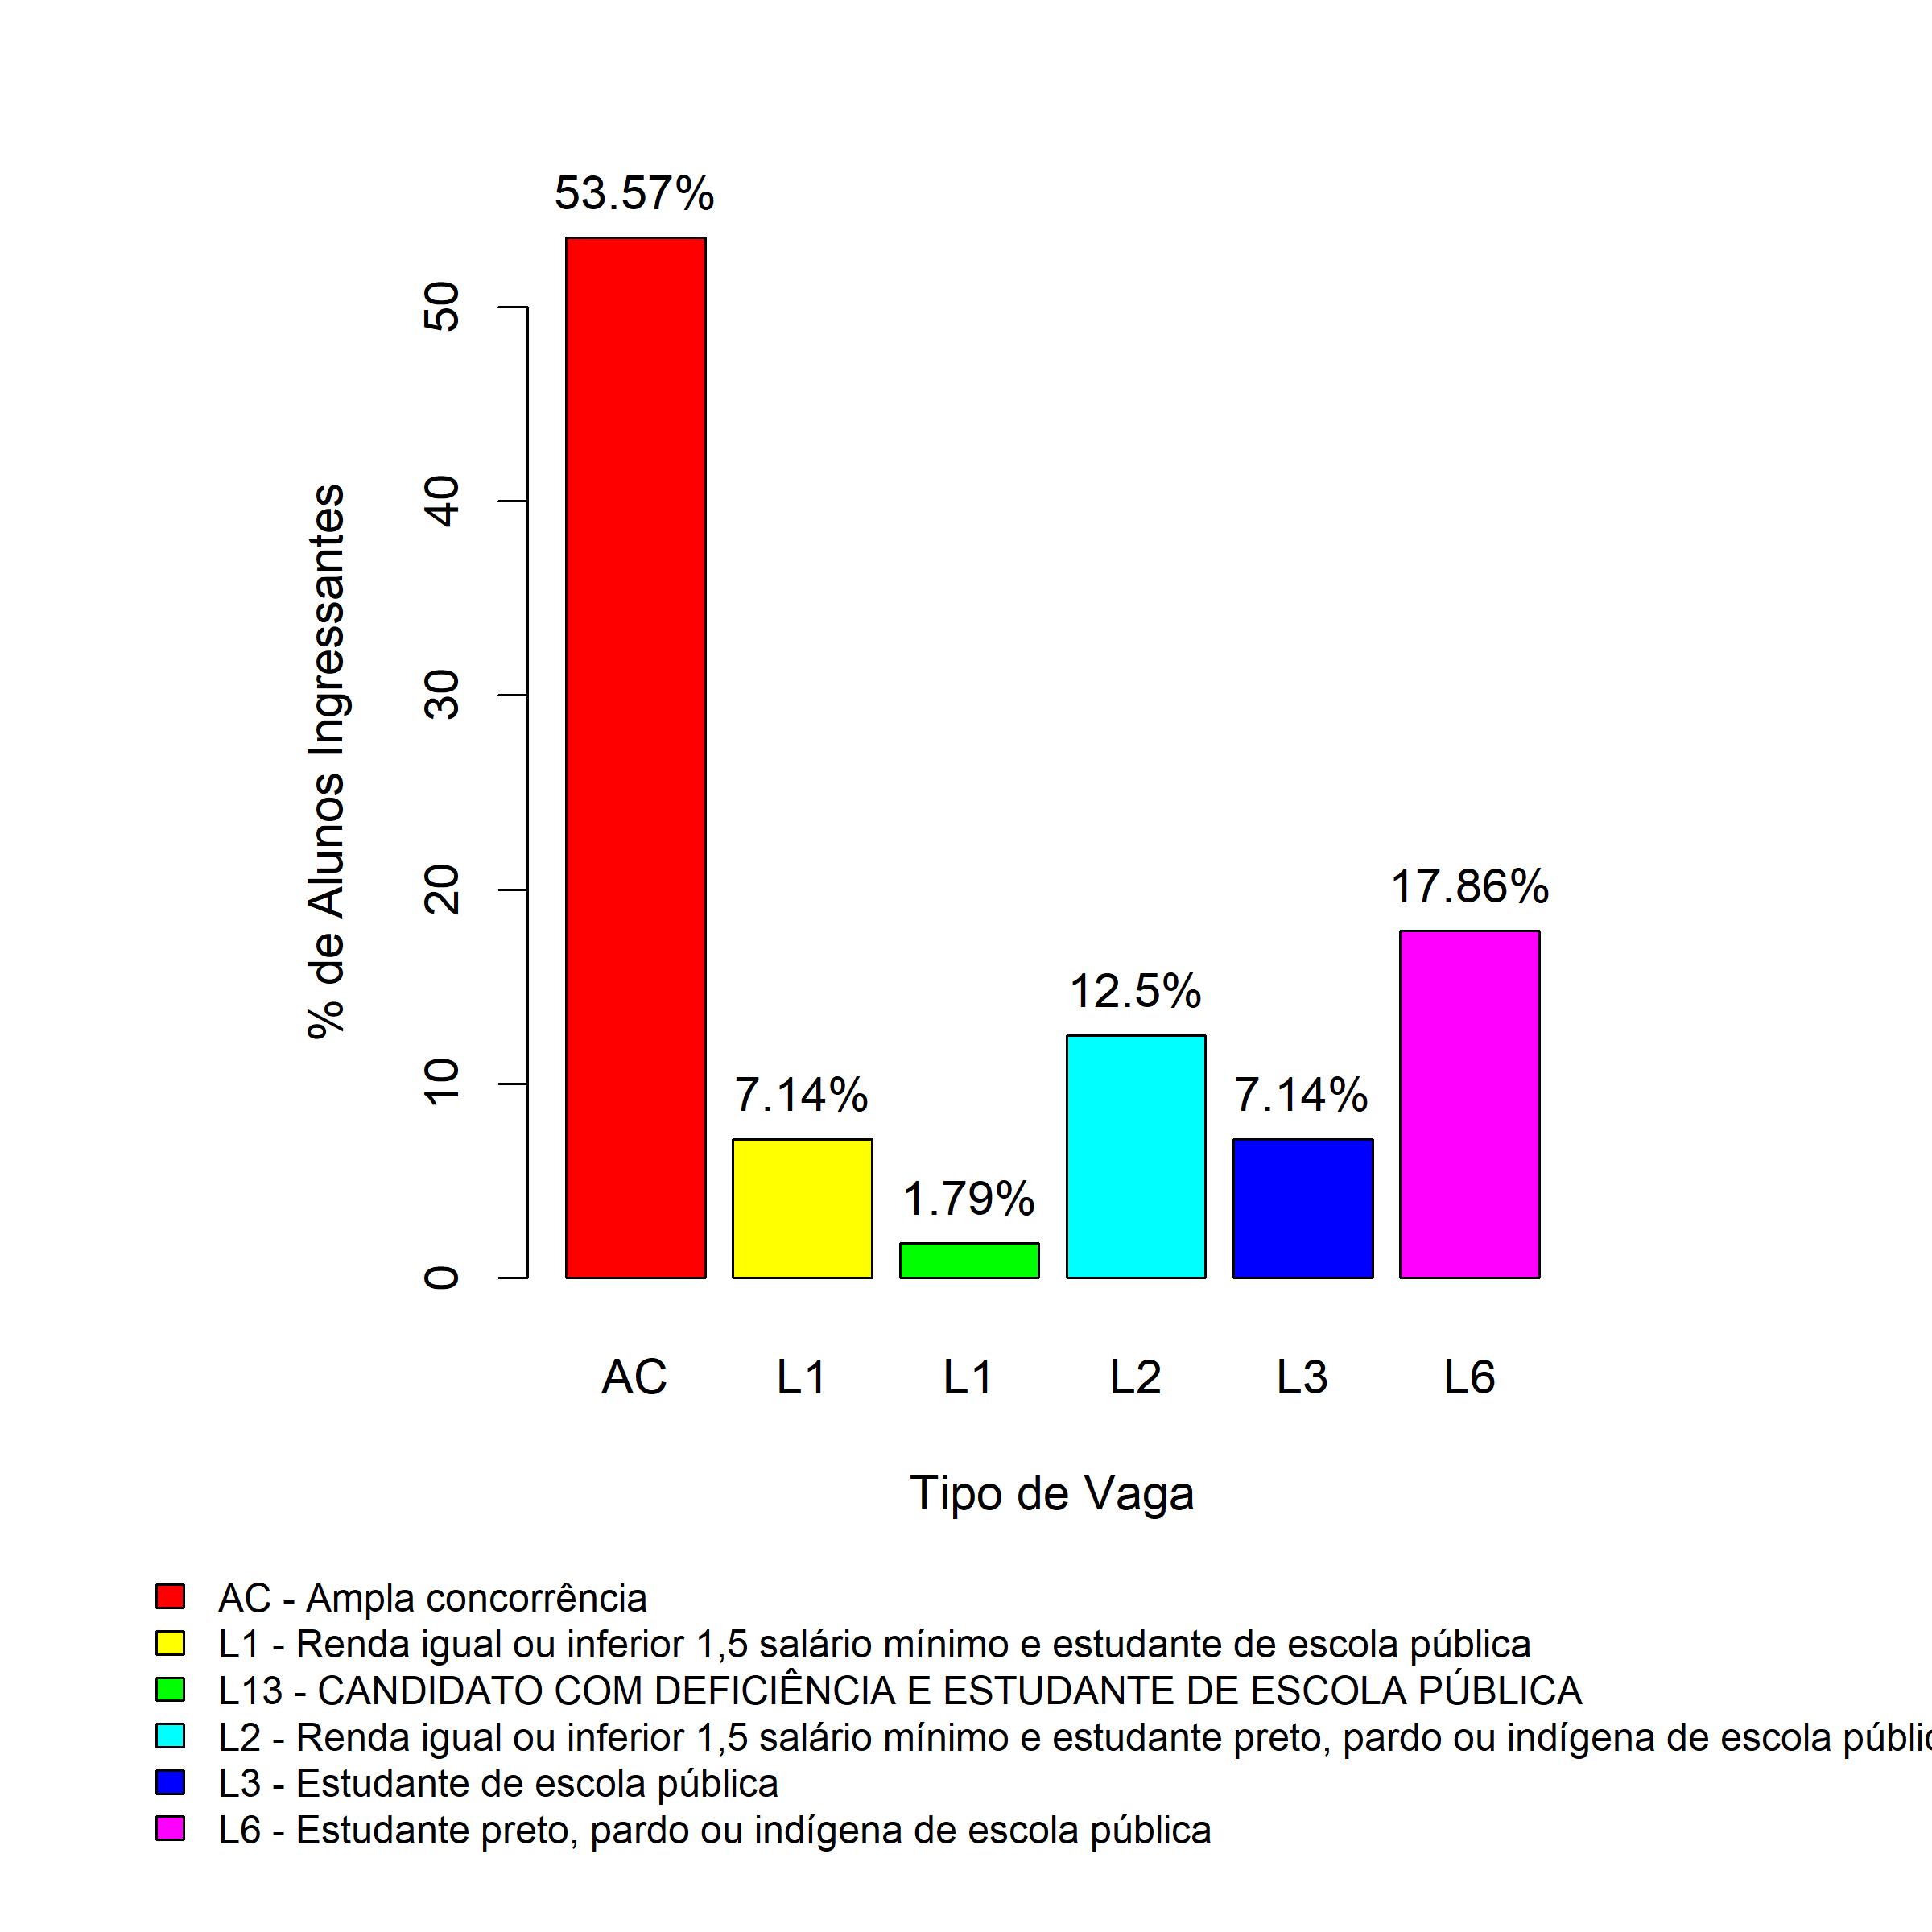 53.57%
50
40
30
20
10
0
% de Alunos Ingressantes
7.14%
1.79%
12.5%
7.14%
17.86%
AC L1 L1 L2 L3 L6
Tipo de Vaga
AC - Ampla concorrência
L1 - Renda igual ou inferior 1,5 salário mínimo e estudante de escola pública
L13 - CANDIDATO COM DEFICIÊNCIA E ESTUDANTE DE ESCOLA PÚBLICA
L2 - Renda igual ou inferior 1,5 salário mínimo e estudante preto, pardo ou indígena de escola
L3 - Estudante de escola pública
L6 - Estudante preto, pardo ou indígena de escola pública